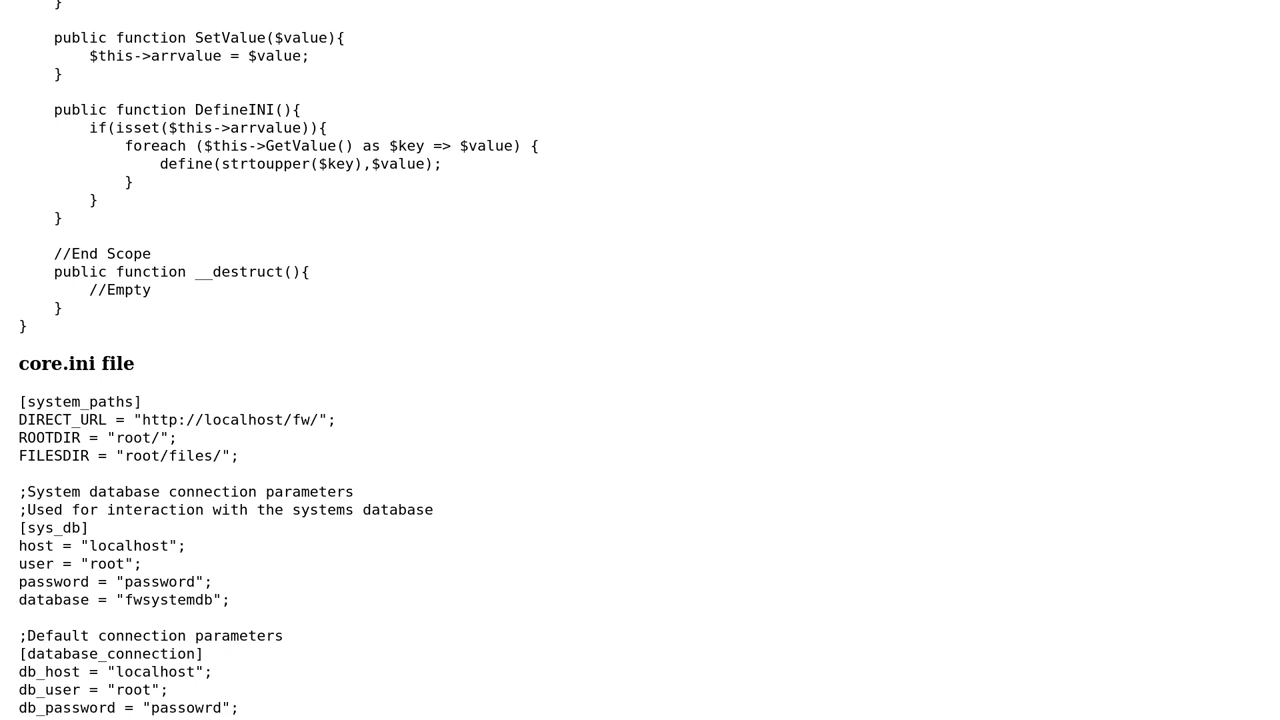 }

    public function SetValue($value){
        $this->arrvalue = $value;
    }

    public function DefineINI(){
        if(isset($this->arrvalue)){
            foreach ($this->GetValue() as $key => $value) {
                define(strtoupper($key),$value);
            }
        }
    }

    //End Scope
    public function __destruct(){
        //Empty
    }
}
core.ini file
[system_paths]
DIRECT_URL = "http://localhost/fw/";
ROOTDIR = "root/";
FILESDIR = "root/files/";

;System database connection parameters
;Used for interaction with the systems database
[sys_db]
host = "localhost";
user = "root";
password = "password";
database = "fwsystemdb";

;Default connection parameters
[database_connection]
db_host = "localhost";
db_user = "root";
db_password = "passowrd";